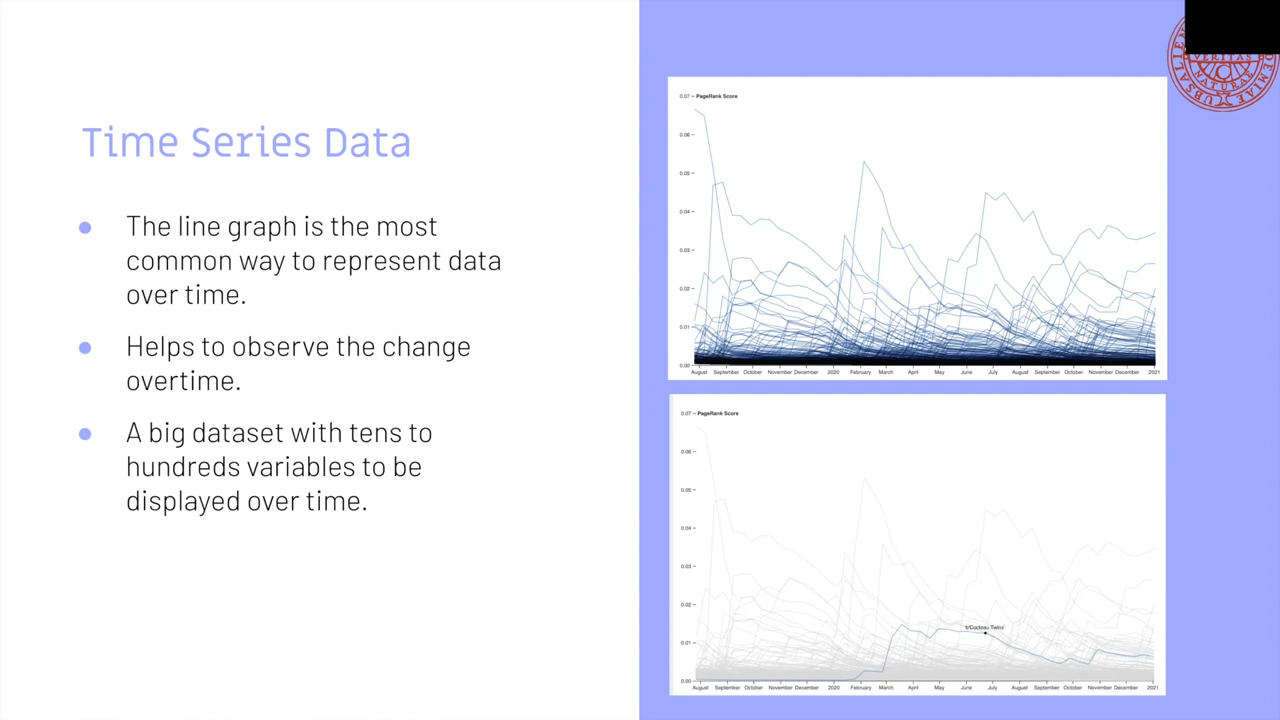 Time Series Data
The line graph is the most
common way to represent data
over time.
Helps to observe the change
overtime.
A big dataset with tens to
hundreds variables to be
displayed over time.
0.07 PageRank Score
0.06
0.05
0.04
0.03
0.02
0.01
0.00
August September October November December 2020 February March April May June July August September October November December 2021
0.07 PageRank Score
0.06
0.05
0.04
0.03
0.02
0.01
0.00
August September October November December 2020 February March April May June July August September October November December 2021
VERITAS
NATURAE